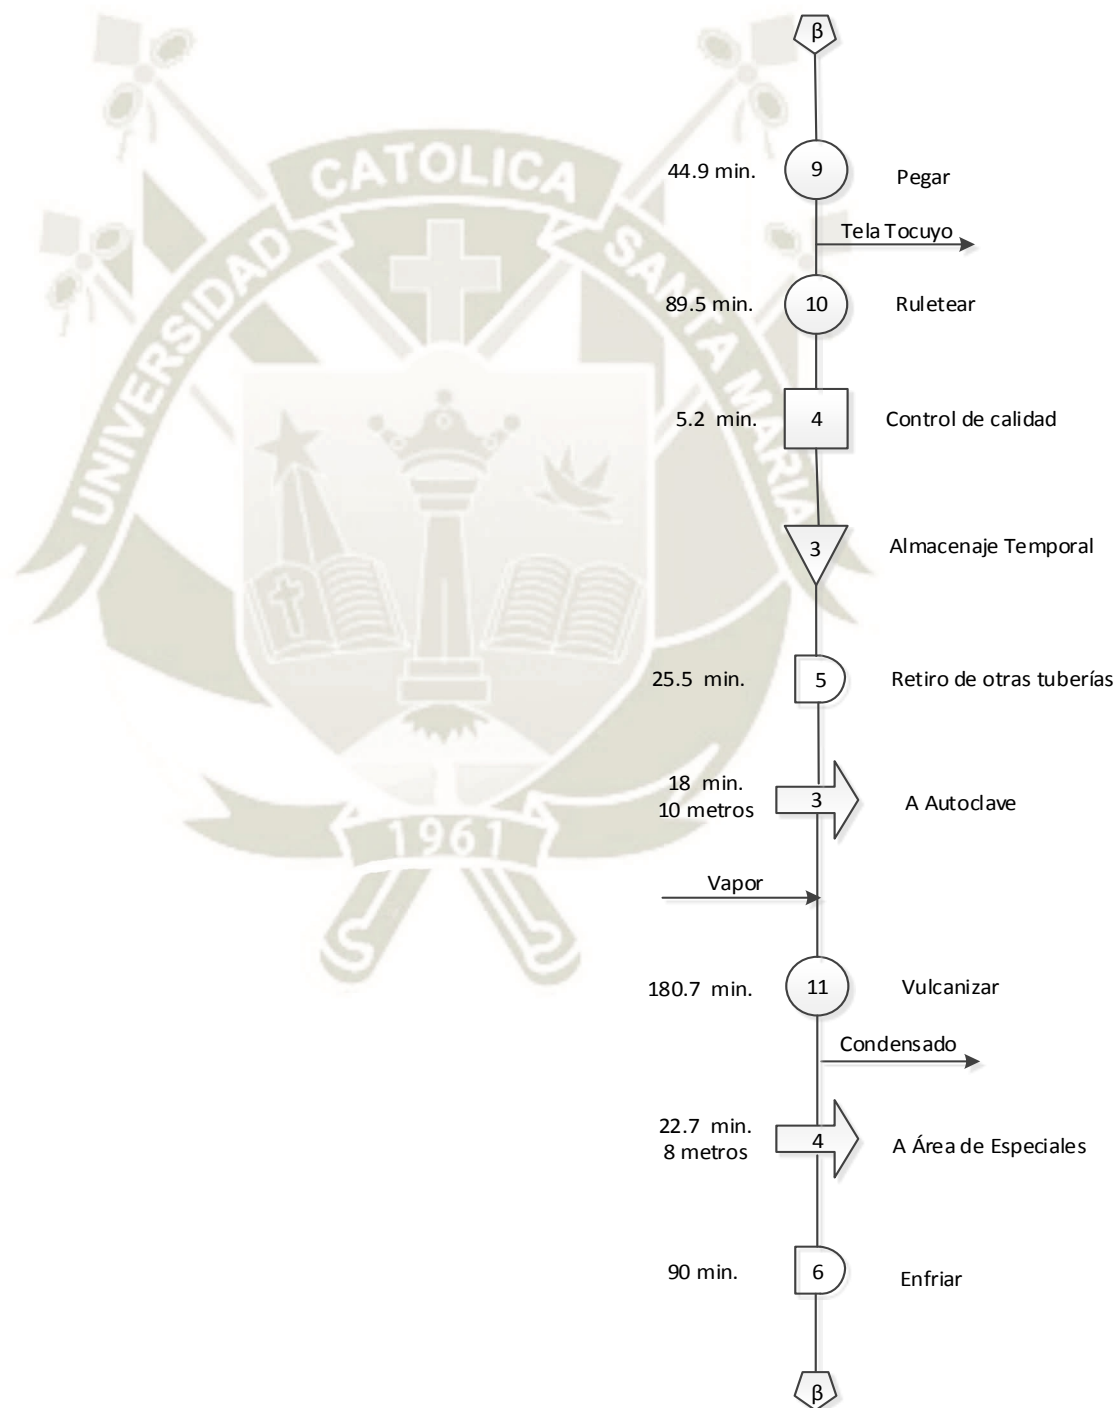 β
44.9 min.
9
Pegar
Tela Tocuyo
89.5 min.
10
Ruletear
5.2 min.
4
Control de calidad
3
Almacenaje Temporal
25.5 min.
5
Retiro de otras tuberías
18 min.
10 metros
3
A Autoclave
Vapor
180.7 min.
11
Vulcanizar
Condensado
22.7 min.
8 metros
4
A Área de Especiales
90 min.
6
Enfriar
β
UNIVERSIDAD
CATOLICA
SANTA MARIA
1961